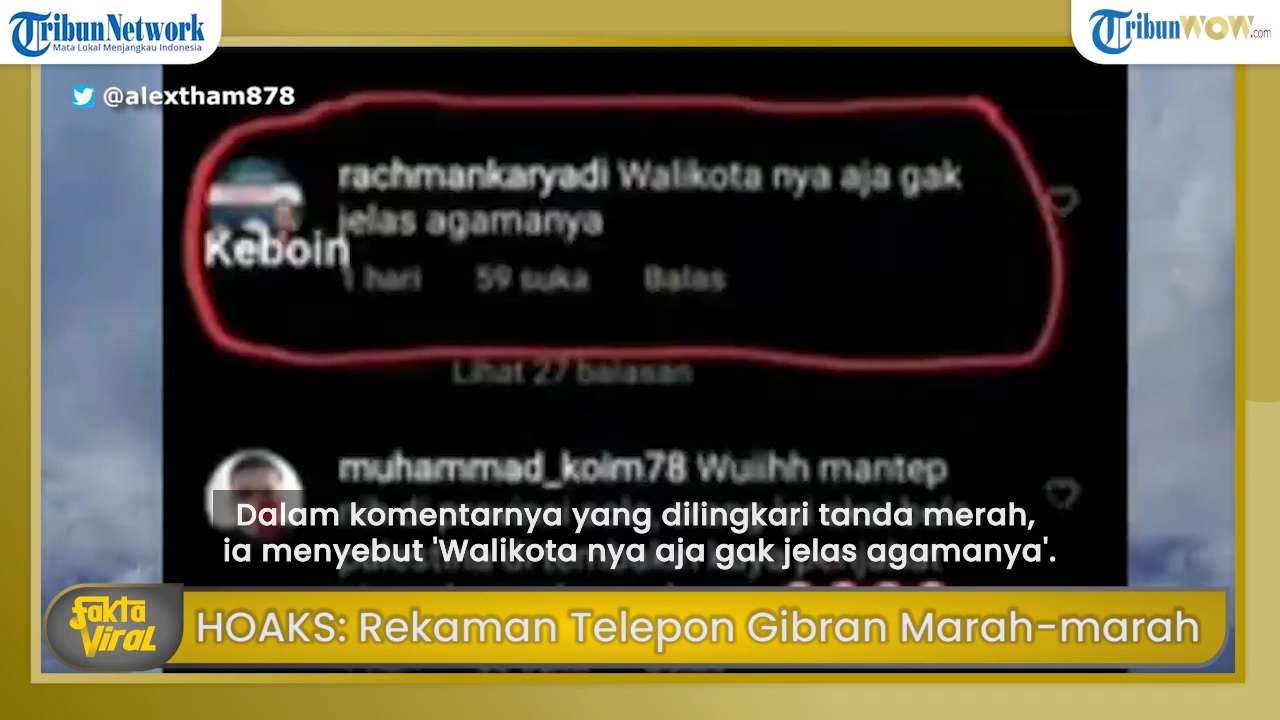 TribunNetwork
Mata Lokal Menjangkau Indonesia
TribunWOW.com
@alextham878
rachmankaryadi Walikota nya aja gak
jelas agamanya
Keboin
1 hari 59 suka Balas
Lihat 27 balasan
muhammad_koim78 Wuiihh mantep
Dalam komentarnya yang dilingkari tanda merah,
ia menyebut 'Walikota nya aja gak jelas agamanya'.
Fakta
Viral
HOAKS: Rekaman Telepon Gibran Marah-marah